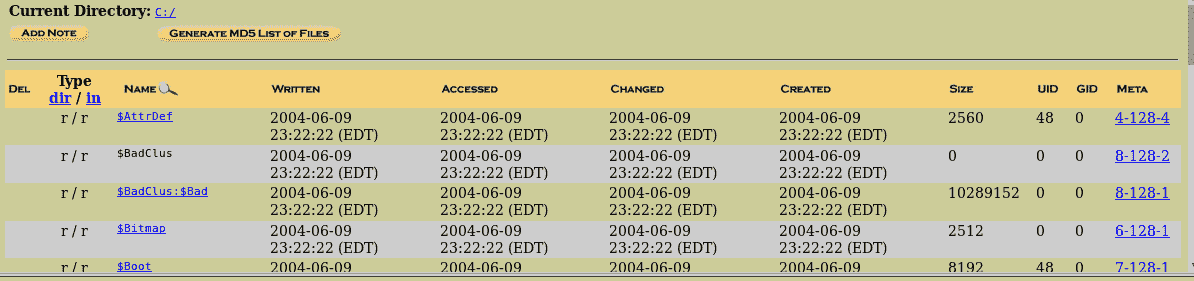 Current Directory: C:/
ADD NOTE GENERATE MD5 LIST OF FILES
DEL Type dir / in NAME WRITTEN ACCESSED CHANGED CREATED SIZE UID GID META
r / r $AttrDef 2004-06-09 2004-06-09 2004-06-09 2004-06-09 2560 48 0 4-128-4
23:22:22 (EDT) 23:22:22 (EDT) 23:22:22 (EDT) 23:22:22 (EDT)
r / r $BadClus 2004-06-09 2004-06-09 2004-06-09 2004-06-09 0 0 0 8-128-2
23:22:22 (EDT) 23:22:22 (EDT) 23:22:22 (EDT) 23:22:22 (EDT)
r / r $BadClus:$Bad 2004-06-09 2004-06-09 2004-06-09 2004-06-09 10289152 0 0 8-128-1
23:22:22 (EDT) 23:22:22 (EDT) 23:22:22 (EDT) 23:22:22 (EDT)
r / r $Bitmap 2004-06-09 2004-06-09 2004-06-09 2004-06-09 2512 0 0 6-128-1
23:22:22 (EDT) 23:22:22 (EDT) 23:22:22 (EDT) 23:22:22 (EDT)
r / r $Boot 2004-06-09 2004-06-09 2004-06-09 2004-06-09 8192 48 0 7-128-1